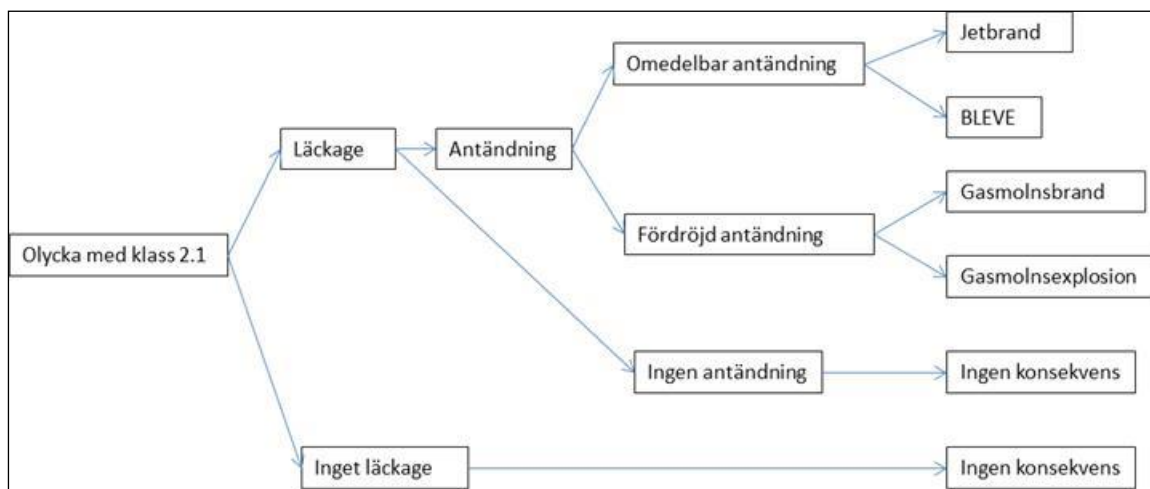 Jetbrand
Omedelbar antändning
BLEVE
Läckage
Antändning
Gasmolnsbrand
Fördröjd antändning
Olycka med klass 2.1
Gasmolnsexplosion
Ingen antändning
Ingen konsekvens
Inget läckage
Ingen konsekvens